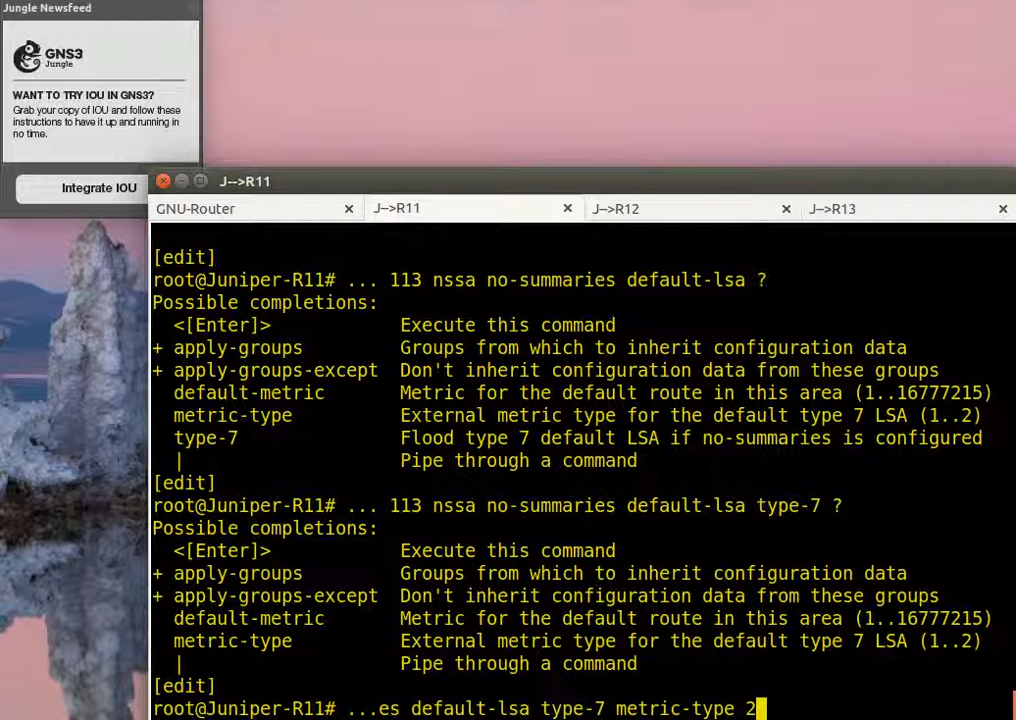 Jungle Newsfeed
GNS3
Jungle
WANT TO TRY IOU IN GNS3?
Grab your copy of IOU and follow these
instructions to have it up and running in
no time.
Integrate IOU
J-->R11
GNU-Router J-->R11 J-->R12 J-->R13
[edit]
root@Juniper-R11# ... 113 nssa no-summaries default-lsa ?
Possible completions:
<[Enter]> Execute this command
+ apply-groups Groups from which to inherit configuration data
+ apply-groups-except Don't inherit configuration data from these groups
default-metric Metric for the default route in this area (1..16777215)
metric-type External metric type for the default type 7 LSA (1..2)
type-7 Flood type 7 default LSA if no-summaries is configured
| Pipe through a command
[edit]
root@Juniper-R11# ... 113 nssa no-summaries default-lsa type-7 ?
Possible completions:
<[Enter]> Execute this command
+ apply-groups Groups from which to inherit configuration data
+ apply-groups-except Don't inherit configuration data from these groups
default-metric Metric for the default route in this area (1..16777215)
metric-type External metric type for the default type 7 LSA (1..2)
| Pipe through a command
[edit]
root@Juniper-R11# ...es default-lsa type-7 metric-type 2